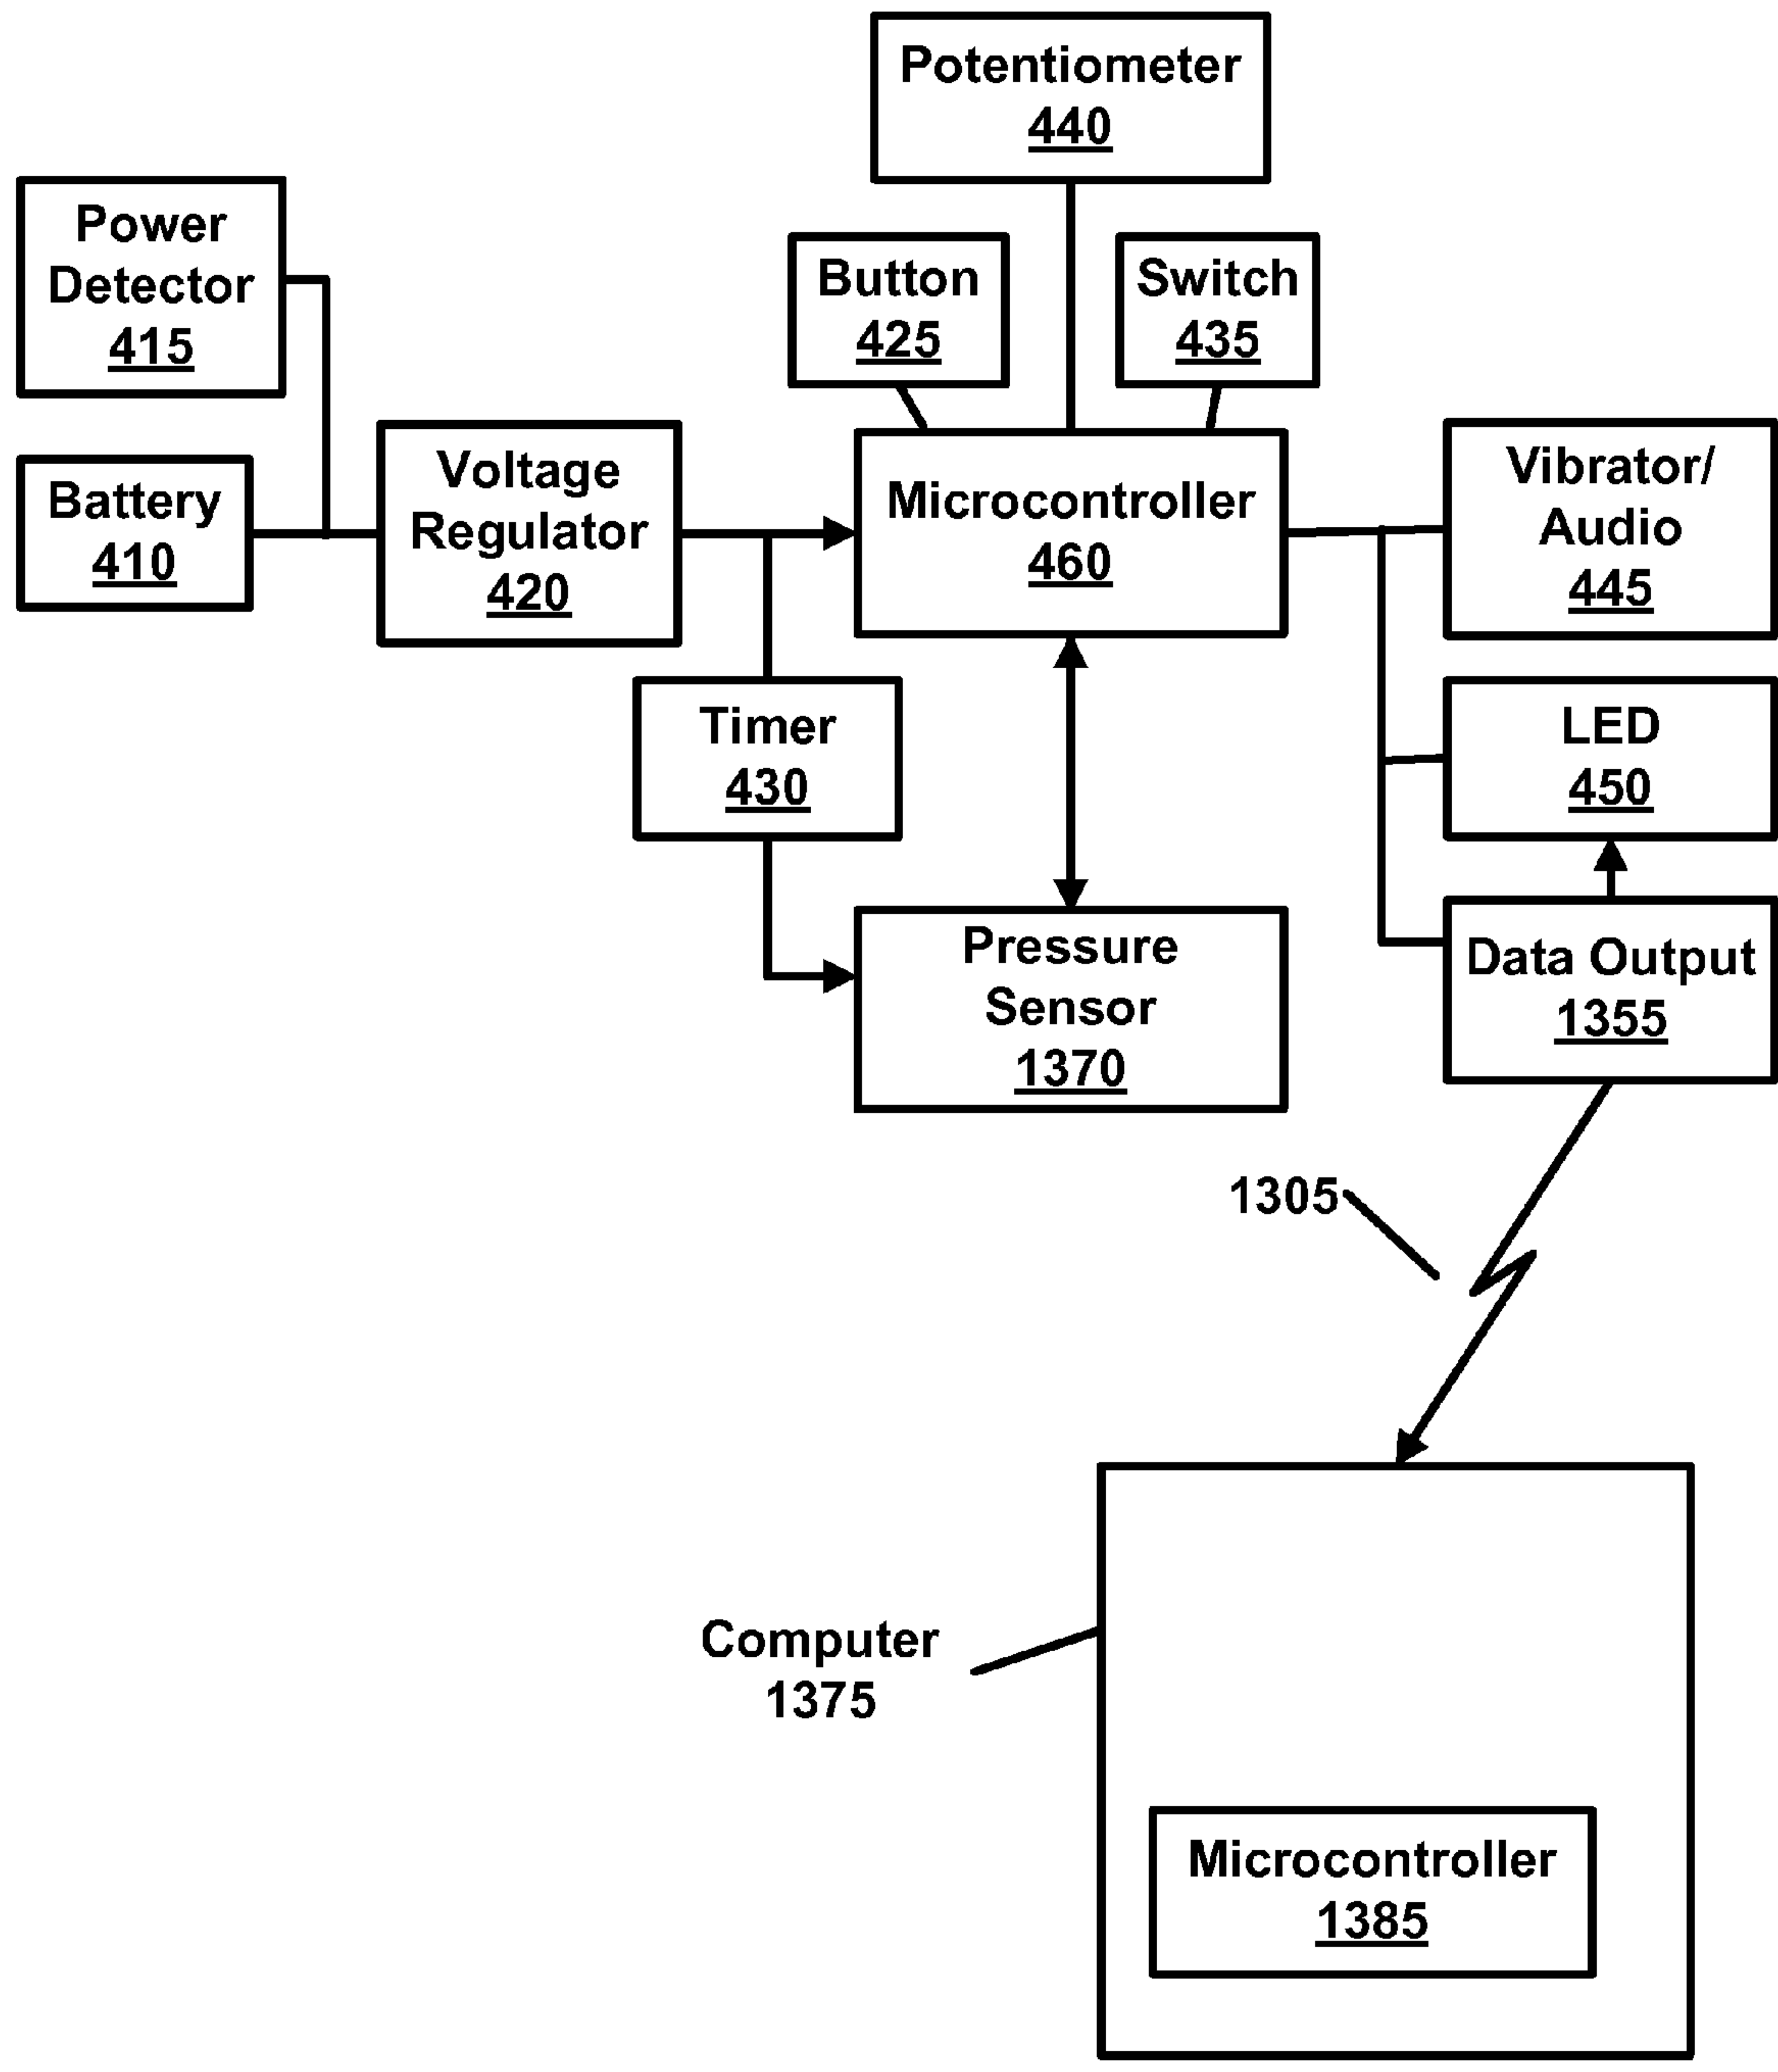 Potentiometer
440
Power
Detector
415
Button
425
Switch
435
Battery
410
Voltage
Regulator
420
Microcontroller
460
Vibrator/
Audio
445
Timer
430
LED
450
Pressure
Sensor
1370
Data Output
1355
1305
Computer
1375
Microcontroller
1385